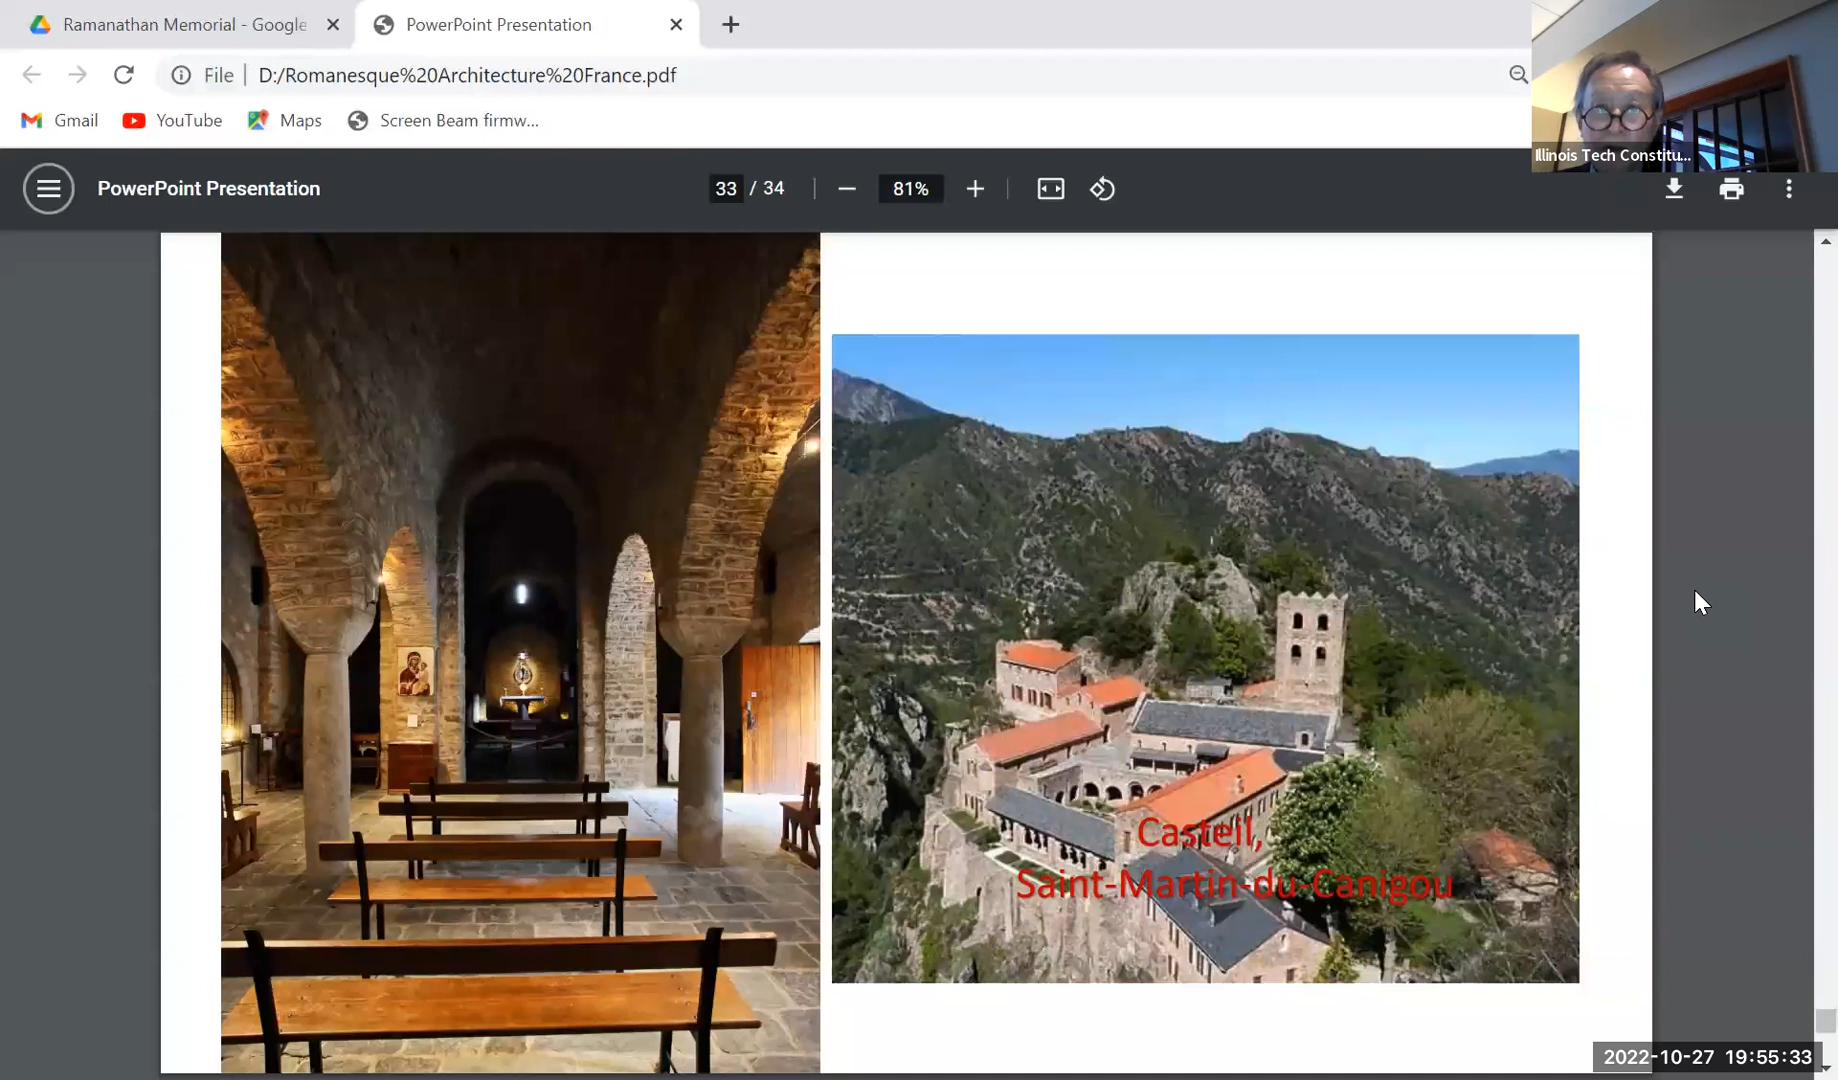 Ramanathan Memorial - Google
PowerPoint Presentation
File
D:/Romanesque%20Architecture%20France.pdf
Gmail
YouTube
Maps
Screen Beam firmw...
Illinois Tech Constitu...
PowerPoint Presentation
33 / 34
81%
Casteil,
Saint-Martin-du-Canigou
2022-10-27 19:55:33